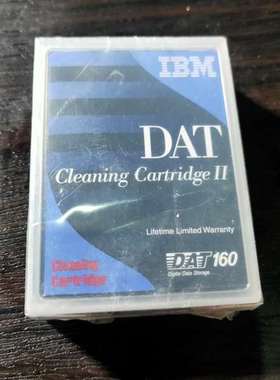 IBM
DAT
Cleaning Cartridge II
Lifetime Limited Warranty
Cleaning
Cartridge
DAT 160
Digital Data Storage